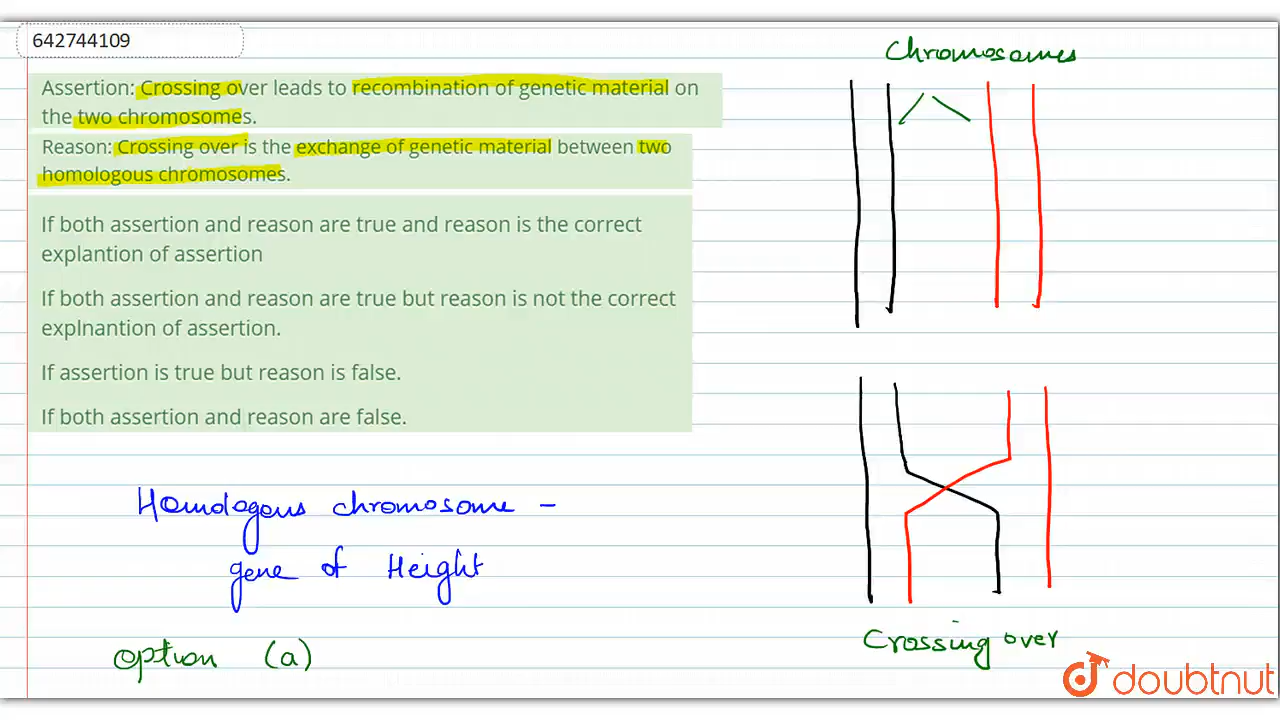 642744109
Chromosomes
Assertion: Crossing over leads to recombination of genetic material on
the two chromosomes.
Reason: Crossing over is the exchange of genetic material between two
homologous chromosomes.
If both assertion and reason are true and reason is the correct
explantion of assertion
If both assertion and reason are true but reason is not the correct
explnantion of assertion.
If assertion is true but reason is false.
If both assertion and reason are false.
Homologous chromosome -
gene of Height
option (a)
Crossing over
doubtnut